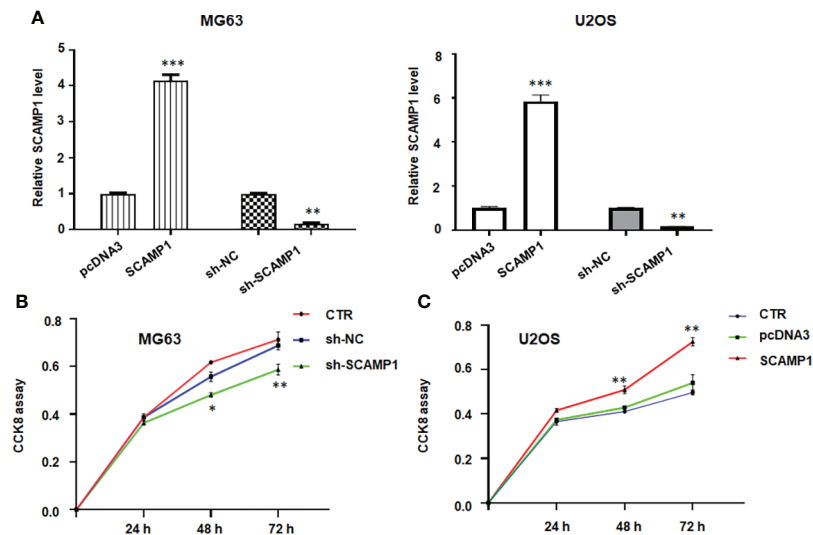 A
MG63
U2OS
Relative SCAMP1 level
5
4
3
2
1
0
***
**
pcDNA3
SCAMP1
sh-NC
sh-SCAMP1
Relative SCAMP1 level
8
6
4
2
0
***
**
pcDNA3
SCAMP1
sh-NC
sh-SCAMP1
B
MG63
CTR
sh-NC
sh-SCAMP1
CCK8 assay
0.8
0.6
0.4
0.2
0.0
*
**
24 h 48 h 72 h
C
U2OS
CTR
pcDNA3
SCAMP1
CCK8 assay
0.8
0.6
0.4
0.2
0.0
**
**
24 h 48 h 72 h